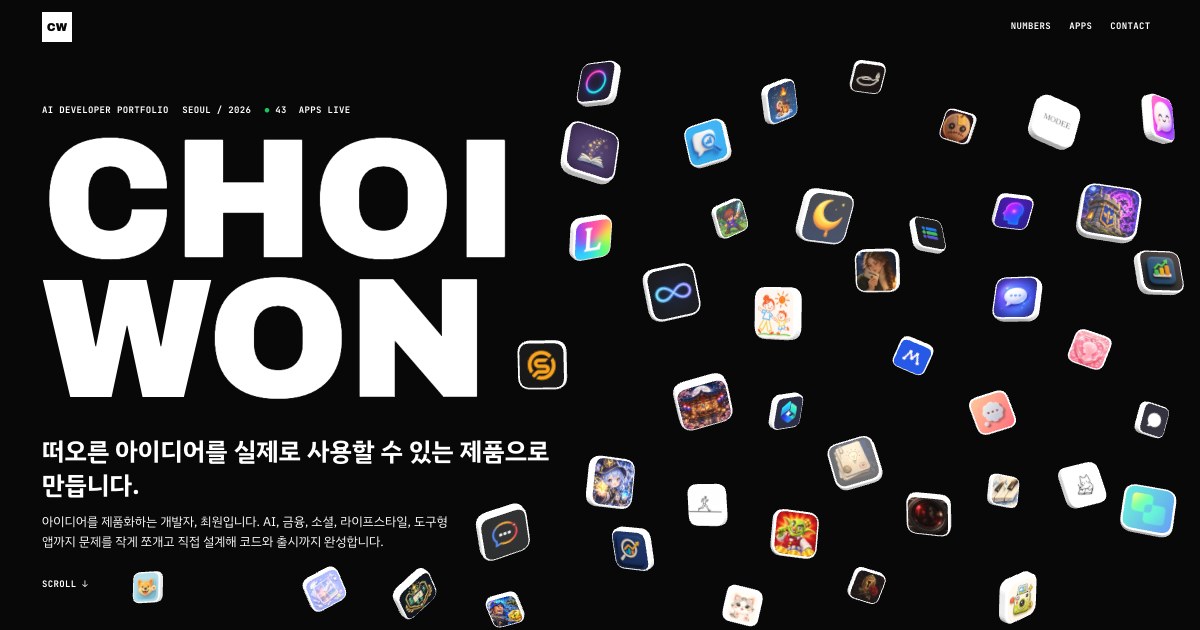 CW
NUMBERS APPS CONTACT
AI DEVELOPER PORTFOLIO SEOUL / 2026 43 APPS LIVE
CHOI
WON
떠오른 아이디어를 실제로 사용할 수 있는 제품으로
만듭니다.
아이디어를 제품화하는 개발자, 최원입니다. AI, 금융, 소셜, 라이프스타일, 도구형
앱까지 문제를 작게 쪼개고 직접 설계해 코드와 출시까지 완성합니다.
SCROLL ↓
MODEE
L
S
M